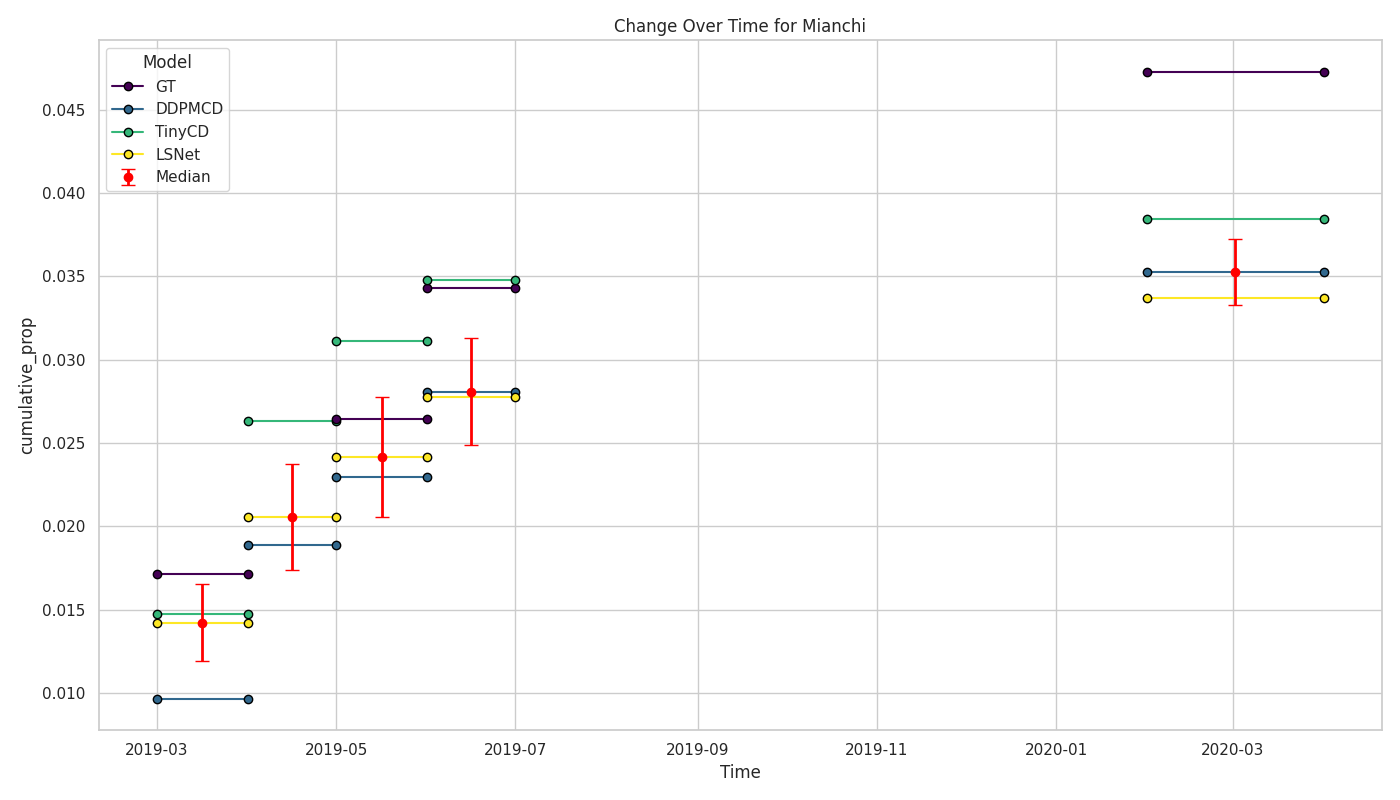 Change Over Time for Mianchi
Model
GT
DDPMCD
TinyCD
LSNet
Median
cumulative_prop
0.045
0.040
0.035
0.030
0.025
0.020
0.015
0.010
2019-03
2019-05
2019-07
2019-09
2019-11
2020-01
2020-03
Time